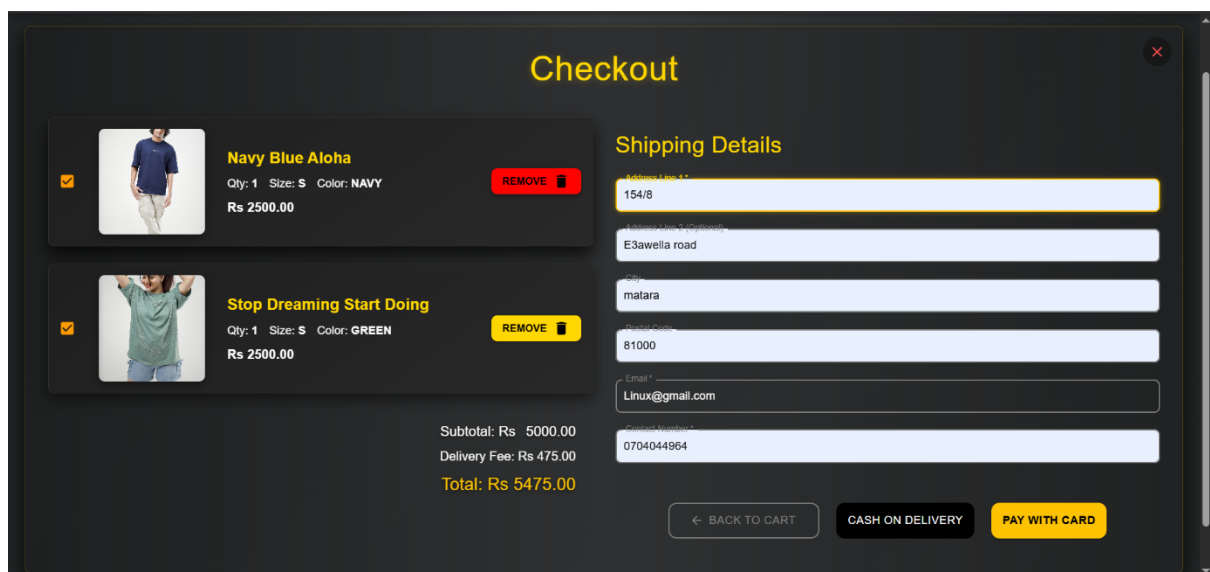 Checkout
Navy Blue Aloha
Qty: 1 Size: S Color: NAVY
Rs 2500.00
REMOVE
Stop Dreaming Start Doing
Qty: 1 Size: S Color: GREEN
Rs 2500.00
REMOVE
Subtotal: Rs 5000.00
Delivery Fee: Rs 475.00
Total: Rs 5475.00
Shipping Details
Address Line 1 *
154/8
Address Line 2 (Optional)
E3awella road
City
matara
Postal Code
81000
Email *
Linux@gmail.com
Contact Number *
0704044964
← BACK TO CART
CASH ON DELIVERY
PAY WITH CARD